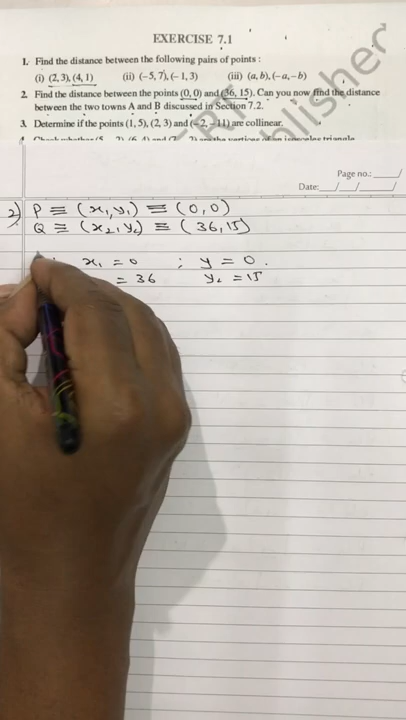 EXERCISE 7.1
1. Find the distance between the following pairs of points :
(i) (2, 3), (4, 1) (ii) (–5, 7), (–1, 3) (iii) (a, b), (–a, –b)
2. Find the distance between the points (0, 0) and (36, 15). Can you now find the distance
between the two towns A and B discussed in Section 7.2.
3. Determine if the points (1, 5), (2, 3) and (–2, –11) are collinear.
Page no.: ____/
Date: __/__/____
2) P ≡ (x₁, y₁) ≡ (0, 0)
Q ≡ (x₂, y₂) ≡ (36, 15)
x₁ = 0 ; y = 0.
= 36 y₂ = 15